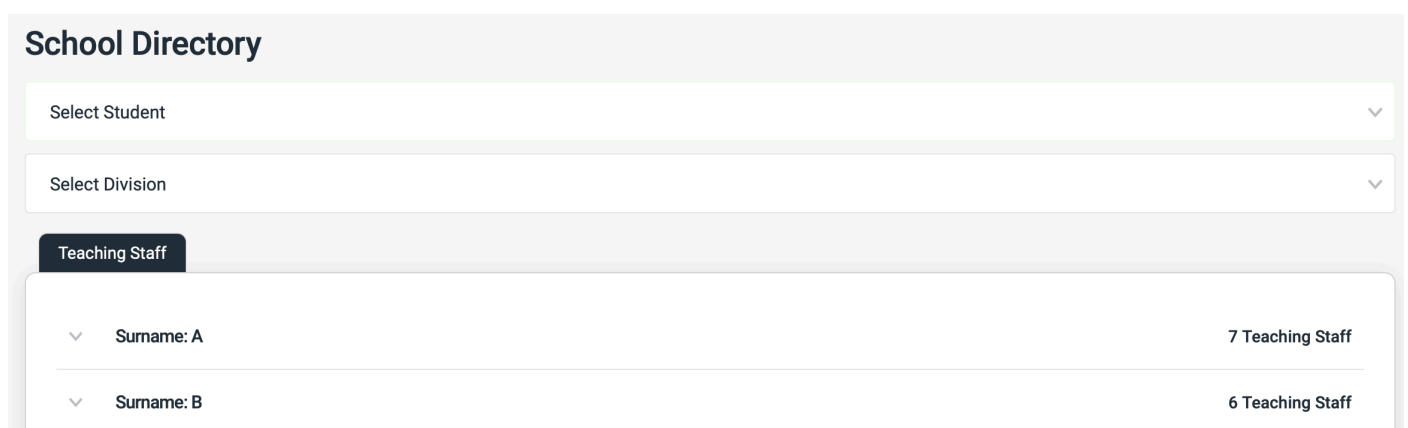 School Directory
Select Student
Select Division
Teaching Staff
Surname: A 7 Teaching Staff
Surname: B 6 Teaching Staff